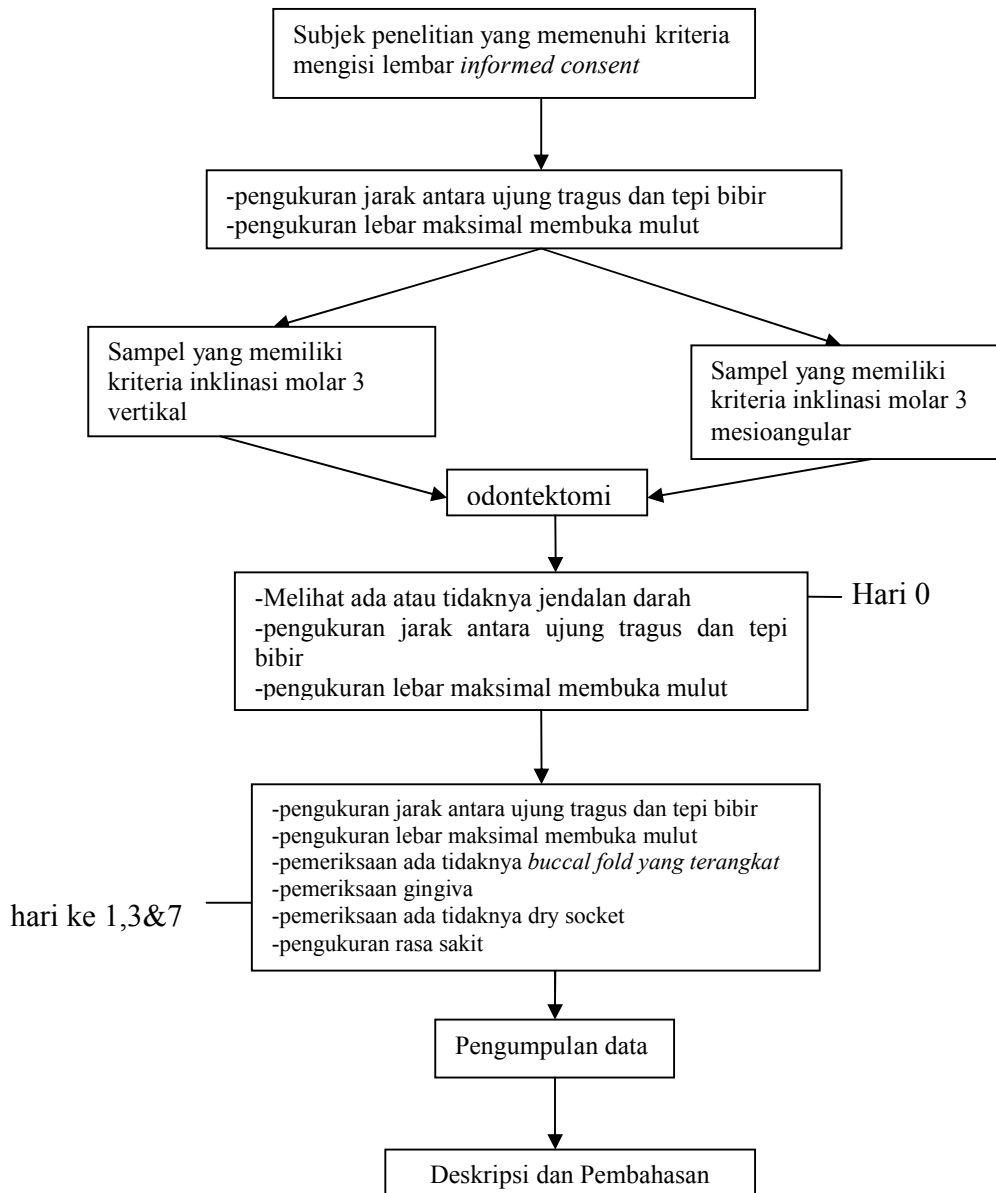 Subjek penelitian yang memenuhi kriteria
mengisi lembar informed consent
-pengukuran jarak antara ujung tragus dan tepi bibir
-pengukuran lebar maksimal membuka mulut
Sampel yang memiliki
kriteria inklinasi molar 3
vertikal
Sampel yang memiliki
kriteria inklinasi molar 3
mesioangular
odontektomi
-Melihat ada atau tidaknya jendalan darah
-pengukuran jarak antara ujung tragus dan tepi
bibir
-pengukuran lebar maksimal membuka mulut
Hari 0
-pengukuran jarak antara ujung tragus dan tepi bibir
-pengukuran lebar maksimal membuka mulut
-pemeriksaan ada tidaknya buccal fold yang terangkat
-pemeriksaan gingiva
-pemeriksaan ada tidaknya dry socket
-pengukuran rasa sakit
hari ke 1,3&7
Pengumpulan data
Deskripsi dan Pembahasan